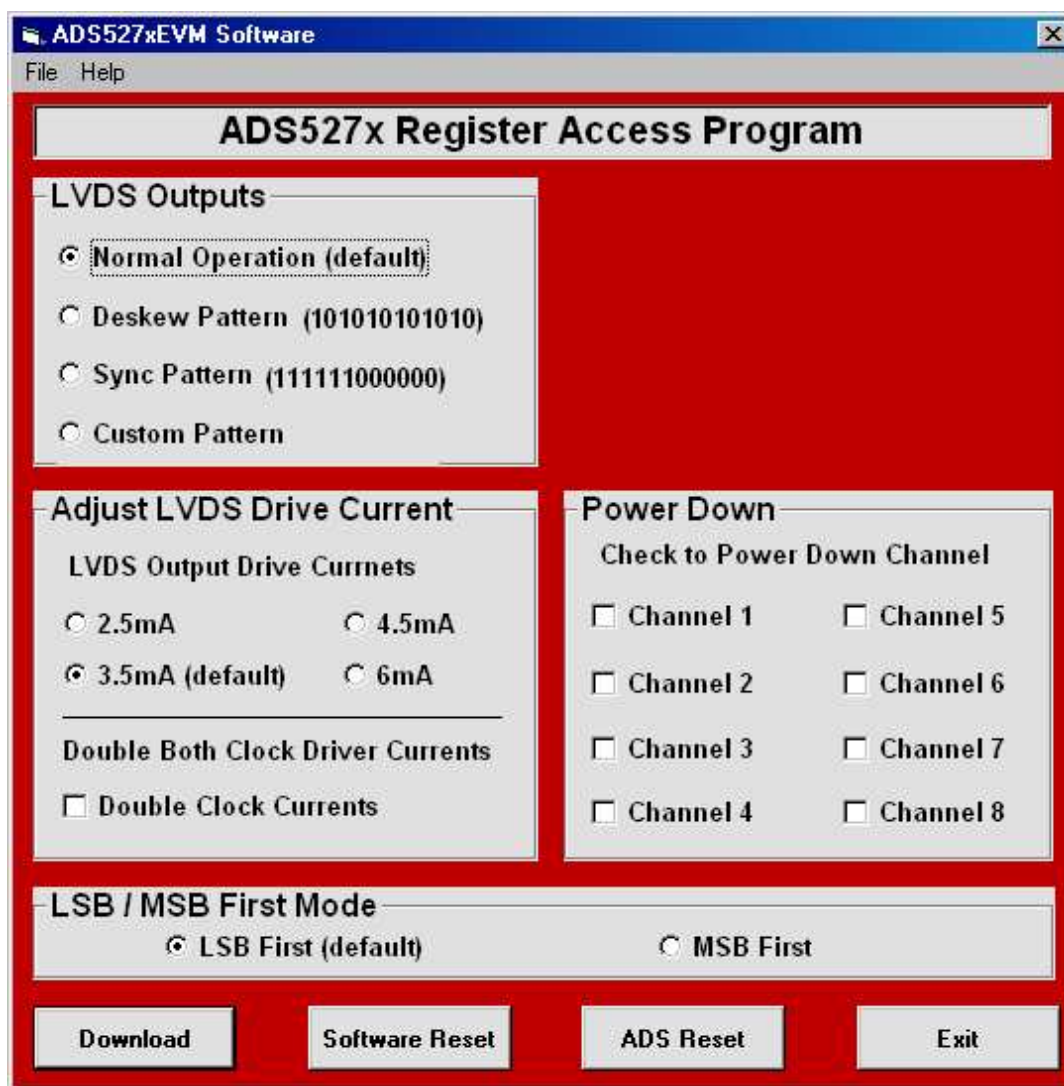 ADS527xEVM Software
File Help
ADS527x Register Access Program
LVDS Outputs
Normal Operation (default)
Deskew Pattern (101010101010)
Sync Pattern (111111000000)
Custom Pattern
Adjust LVDS Drive Current
LVDS Output Drive Currnets
2.5mA 4.5mA
3.5mA (default) 6mA
Double Both Clock Driver Currents
Double Clock Currents
Power Down
Check to Power Down Channel
Channel 1 Channel 5
Channel 2 Channel 6
Channel 3 Channel 7
Channel 4 Channel 8
LSB / MSB First Mode
LSB First (default) MSB First
Download Software Reset ADS Reset Exit